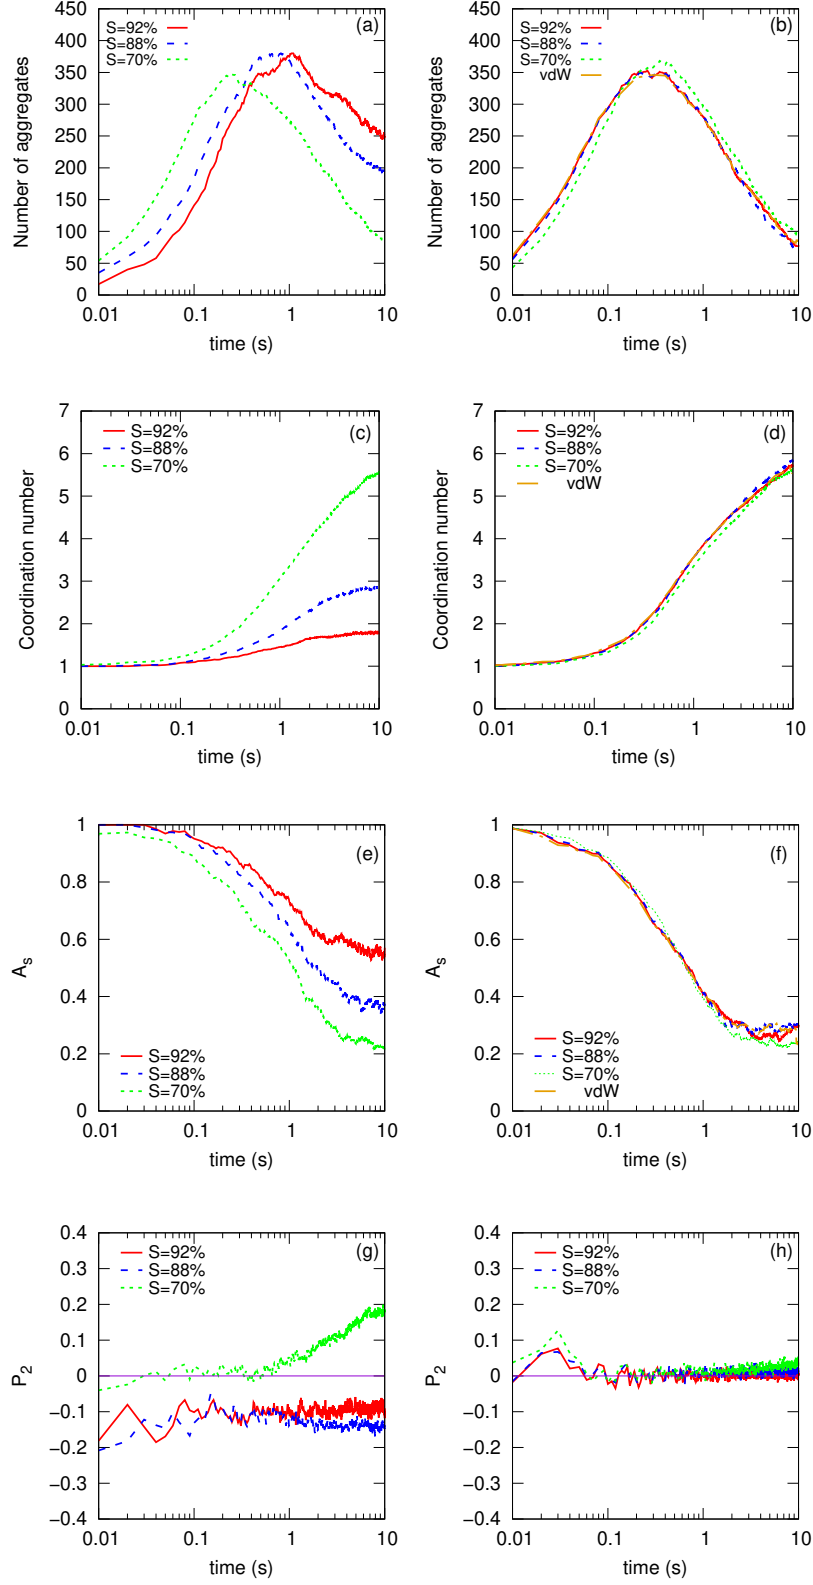 (a)
S=92%
S=88%
S=70%
Number of aggregates
450
400
350
300
250
200
150
100
50
0
0.01 0.1 1 10
time (s)
(b)
S=92%
S=88%
S=70%
vdW
Number of aggregates
450
400
350
300
250
200
150
100
50
0
0.01 0.1 1 10
time (s)
(c)
S=92%
S=88%
S=70%
Coordination number
7
6
5
4
3
2
1
0
0.01 0.1 1 10
time (s)
(d)
S=92%
S=88%
S=70%
vdW
Coordination number
7
6
5
4
3
2
1
0
0.01 0.1 1 10
time (s)
(e)
As
1
0.8
0.6
0.4
0.2
0
S=92%
S=88%
S=70%
0.01 0.1 1 10
time (s)
(f)
As
1
0.8
0.6
0.4
0.2
0
S=92%
S=88%
S=70%
vdW
0.01 0.1 1 10
time (s)
(g)
S=92%
S=88%
S=70%
P2
0.4
0.3
0.2
0.1
0
−0.1
−0.2
−0.3
−0.4
0.01 0.1 1 10
time (s)
(h)
S=92%
S=88%
S=70%
P2
0.4
0.3
0.2
0.1
0
−0.1
−0.2
−0.3
−0.4
0.01 0.1 1 10
time (s)